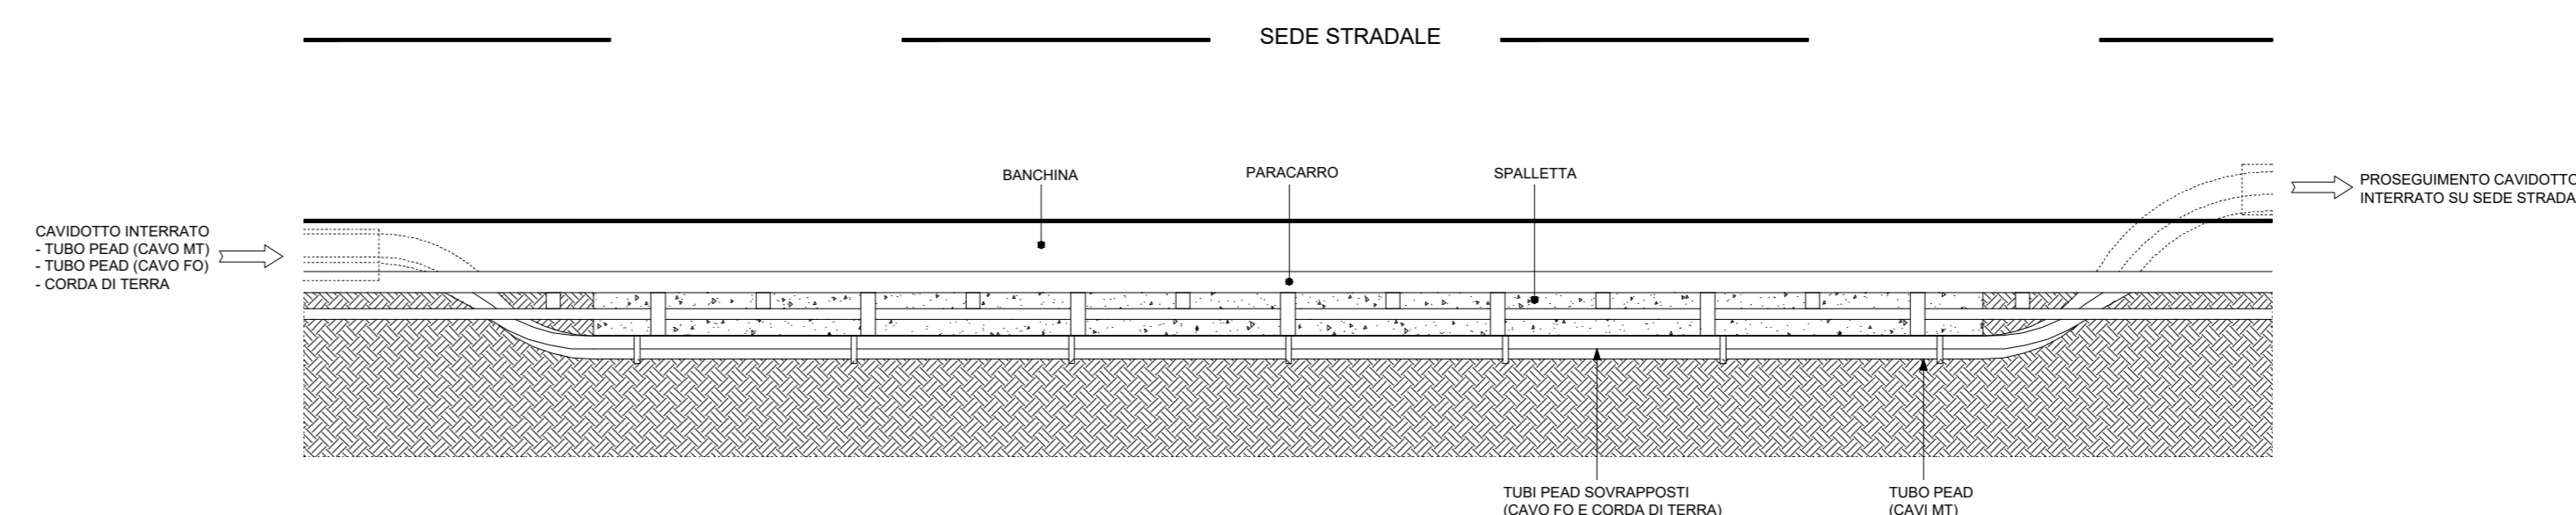 SEDE STRADALE
BANCHINA
PARACARRO
SPALLETTA
CAVIDOTTO INTERRATO
- TUBO PEAD (CAVO MT)
- TUBO PEAD (CAVO FO)
- CORDA DI TERRA
PROSEGUIMENTO CAVIDOTTO
INTERRATO SU SEDE STRADA
TUBI PEAD SOVRAPPOSTI
(CAVO FO E CORDA DI TERRA)
TUBO PEAD
(CAVI MT)